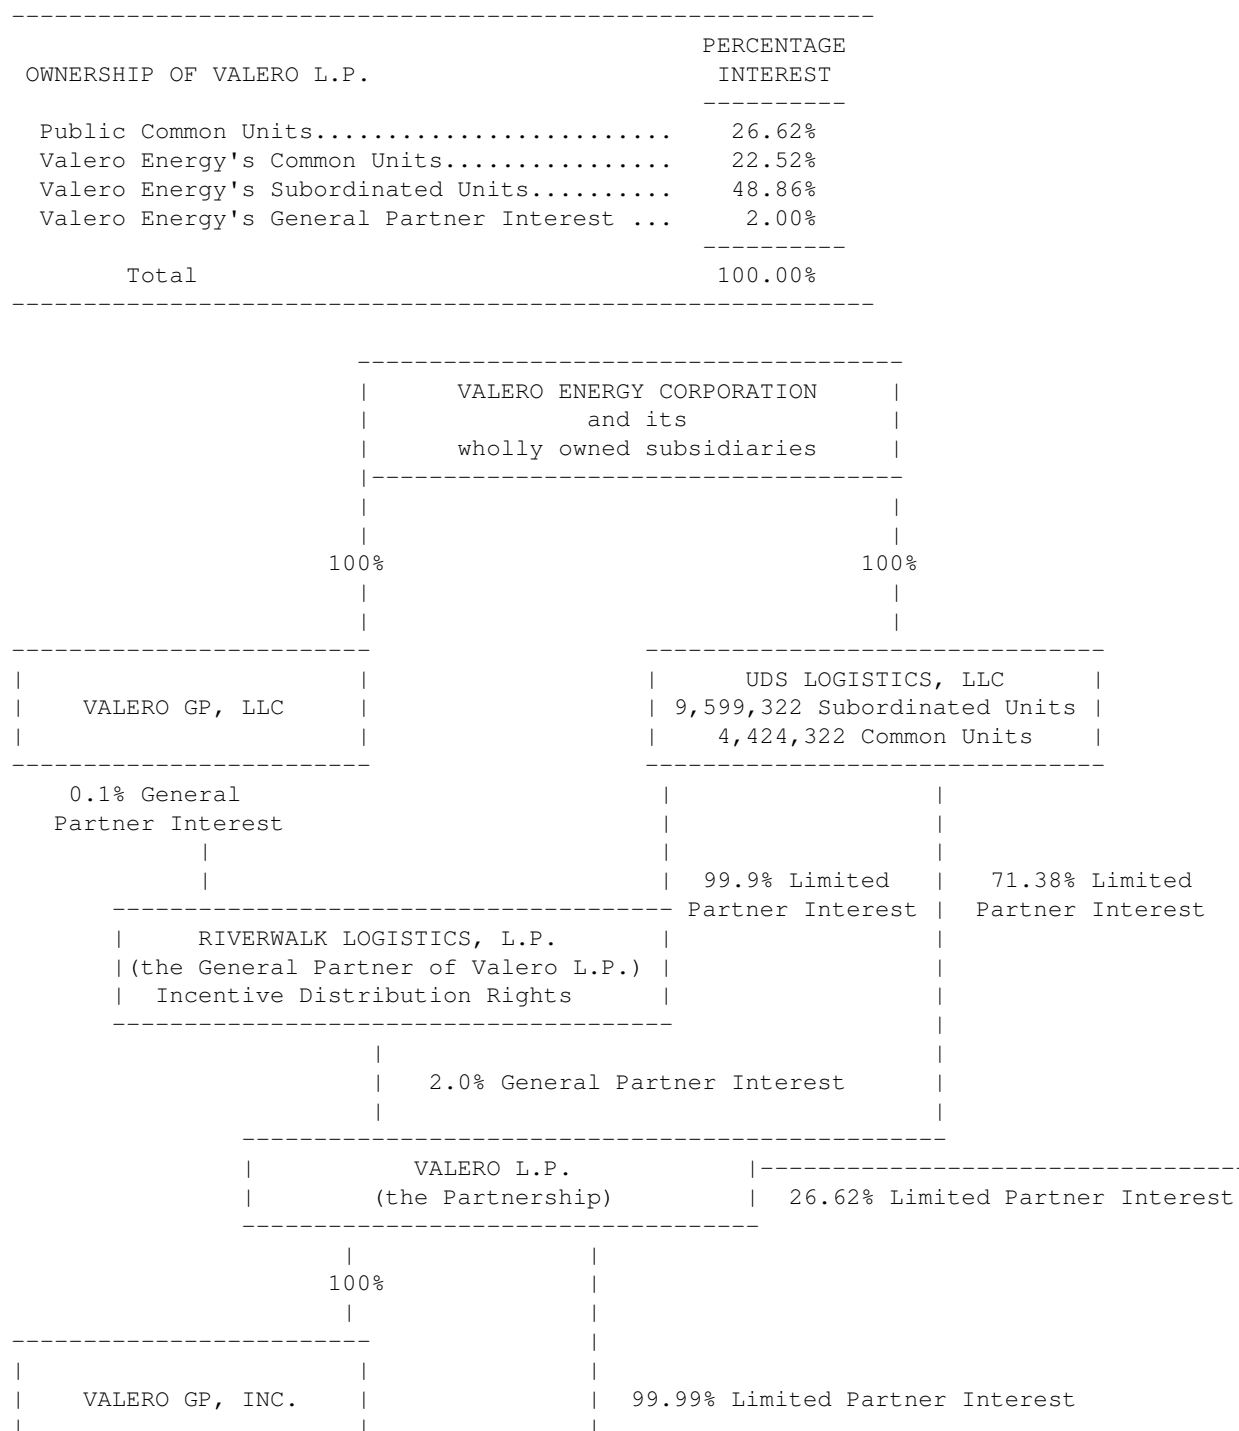 PERCENTAGE
OWNERSHIP OF VALERO L.P. INTEREST
Public Common Units......................... 26.62%
Valero Energy's Common Units................ 22.52%
Valero Energy's Subordinated Units.......... 48.86%
Valero Energy's General Partner Interest ... 2.00%
Total 100.00%
VALERO ENERGY CORPORATION
and its
wholly owned subsidiaries
100% 100%
UDS LOGISTICS, LLC
VALERO GP, LLC 9,599,322 Subordinated Units
4,424,322 Common Units
0.1% General
Partner Interest
99.9% Limited 71.38% Limited
Partner Interest Partner Interest
RIVERWALK LOGISTICS, L.P.
(the General Partner of Valero L.P.)
Incentive Distribution Rights
2.0% General Partner Interest
VALERO L.P.
(the Partnership) 26.62% Limited Partner Interest
100%
VALERO GP, INC. 99.99% Limited Partner Interest